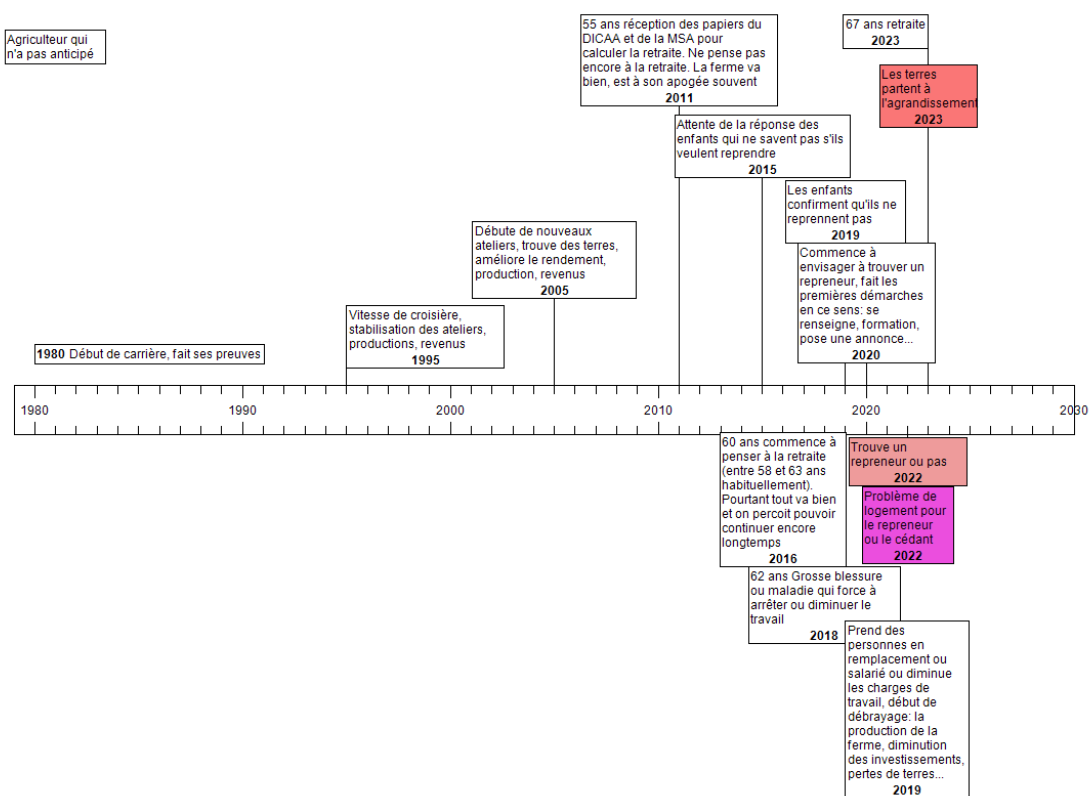 Agriculteur qui
n'a pas anticipé
55 ans réception des papiers du
DICAA et de la MSA pour
calculer la retraite. Ne pense pas
encore à la retraite. La ferme va
bien, est à son apogée souvent
2011
67 ans retraite
2023
Les terres
partent à
l'agrandissement
2023
Attente de la réponse des
enfants qui ne savent pas s'ils
veulent reprendre
2015
Les enfants
confirment qu'ils ne
reprennent pas
2019
Débute de nouveaux
ateliers, trouve des terres,
améliore le rendement,
production, revenus
2005
Commence à
envisager à trouver un
repreneur, fait les
premières démarches
en ce sens: se
renseigne, formation,
pose une annonce...
2020
Vitesse de croisière,
stabilisation des ateliers,
productions, revenus
1995
1980 Début de carrière, fait ses preuves
1980 1990 2000 2010 2020 2030
60 ans commence à
penser à la retraite
(entre 58 et 63 ans
habituellement).
Pourtant tout va bien
et on percoit pouvoir
continuer encore
longtemps
2016
Trouve un
repreneur ou pas
2022
Problème de
logement pour
le repreneur
ou le cédant
2022
62 ans Grosse blessure
ou maladie qui force à
arrêter ou diminuer le
travail
2018
Prend des
personnes en
remplacement ou
salarié ou diminue
les charges de
travail, début de
débrayage: la
production de la
ferme, diminution
des investissements,
pertes de terres...
2019